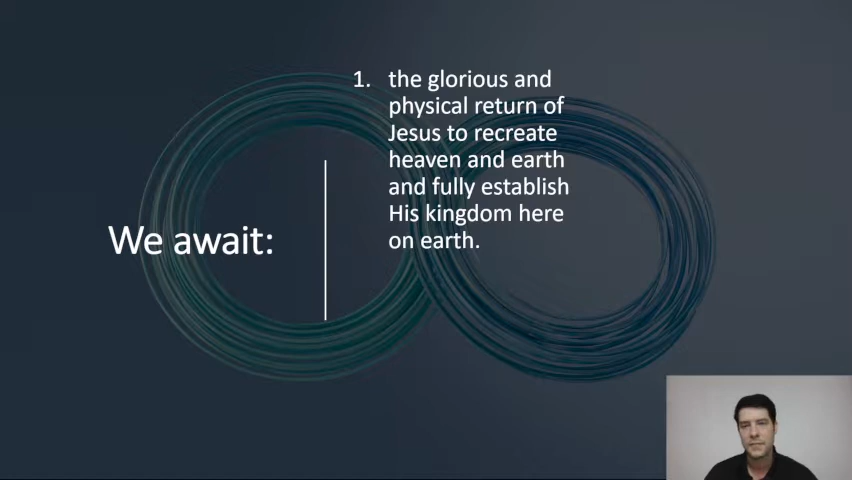 We await:
1. the glorious and
physical return of
Jesus to recreate
heaven and earth
and fully establish
His kingdom here
on earth.